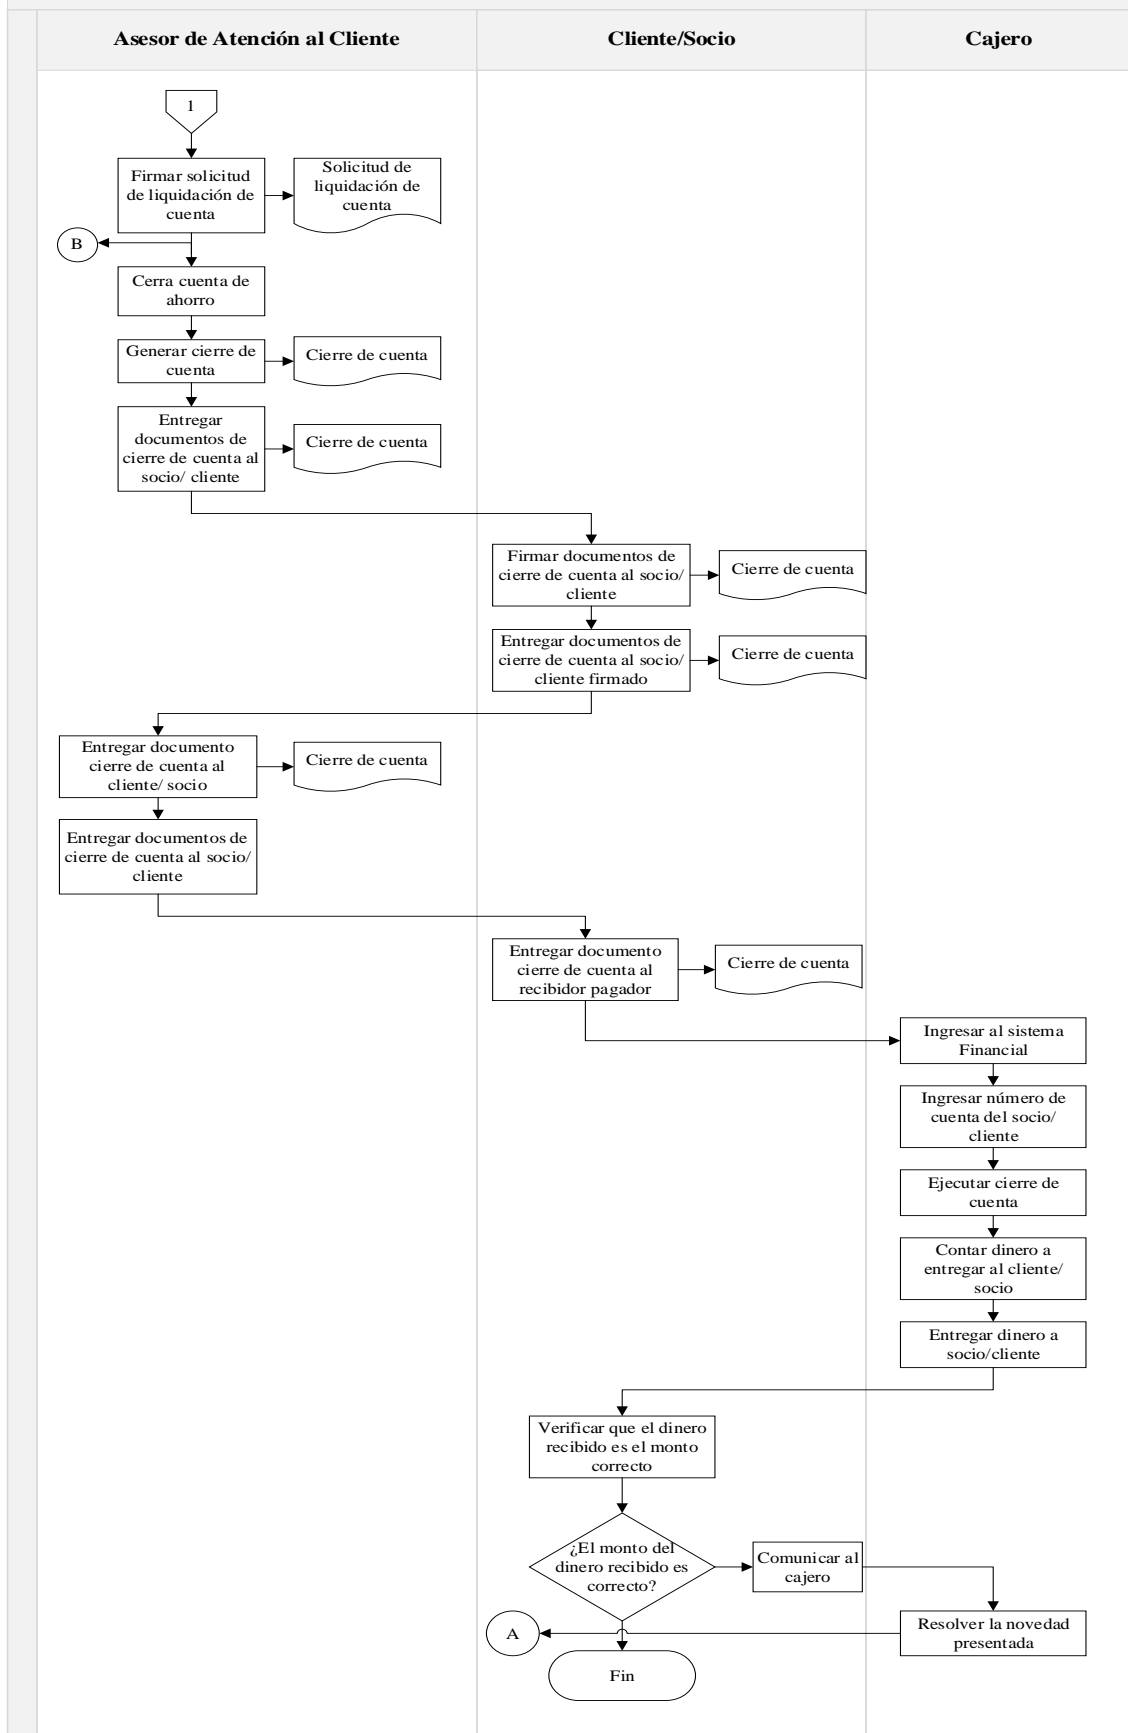 Asesor de Atención al Cliente
Cliente/Socio
Cajero
1
Firmar solicitud
de liquidación de
cuenta
Solicitud de
liquidación de
cuenta
B
Cerra cuenta de
ahorro
Generar cierre de
cuenta
Cierre de cuenta
Entregar
documentos de
cierre de cuenta al
socio/ cliente
Cierre de cuenta
Firmar documentos de
cierre de cuenta al socio/
cliente
Cierre de cuenta
Entregar documentos de
cierre de cuenta al socio/
cliente firmado
Cierre de cuenta
Entregar documento
cierre de cuenta al
cliente/ socio
Cierre de cuenta
Entregar documentos de
cierre de cuenta al socio/
cliente
Entregar documento
cierre de cuenta al
recibidor pagador
Cierre de cuenta
Ingresar al sistema
Financial
Ingresar número de
cuenta del socio/
cliente
Ejecutar cierre de
cuenta
Contar dinero a
entregar al cliente/
socio
Entregar dinero a
socio/cliente
Verificar que el dinero
recibido es el monto
correcto
¿El monto del
dinero recibido es
correcto?
Comunicar al
cajero
Resolver la novedad
presentada
A
Fin